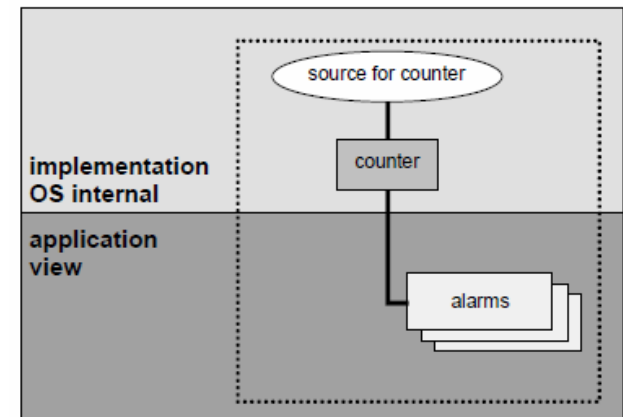 source for counter
counter
implementation
OS internal
application
view
alarms